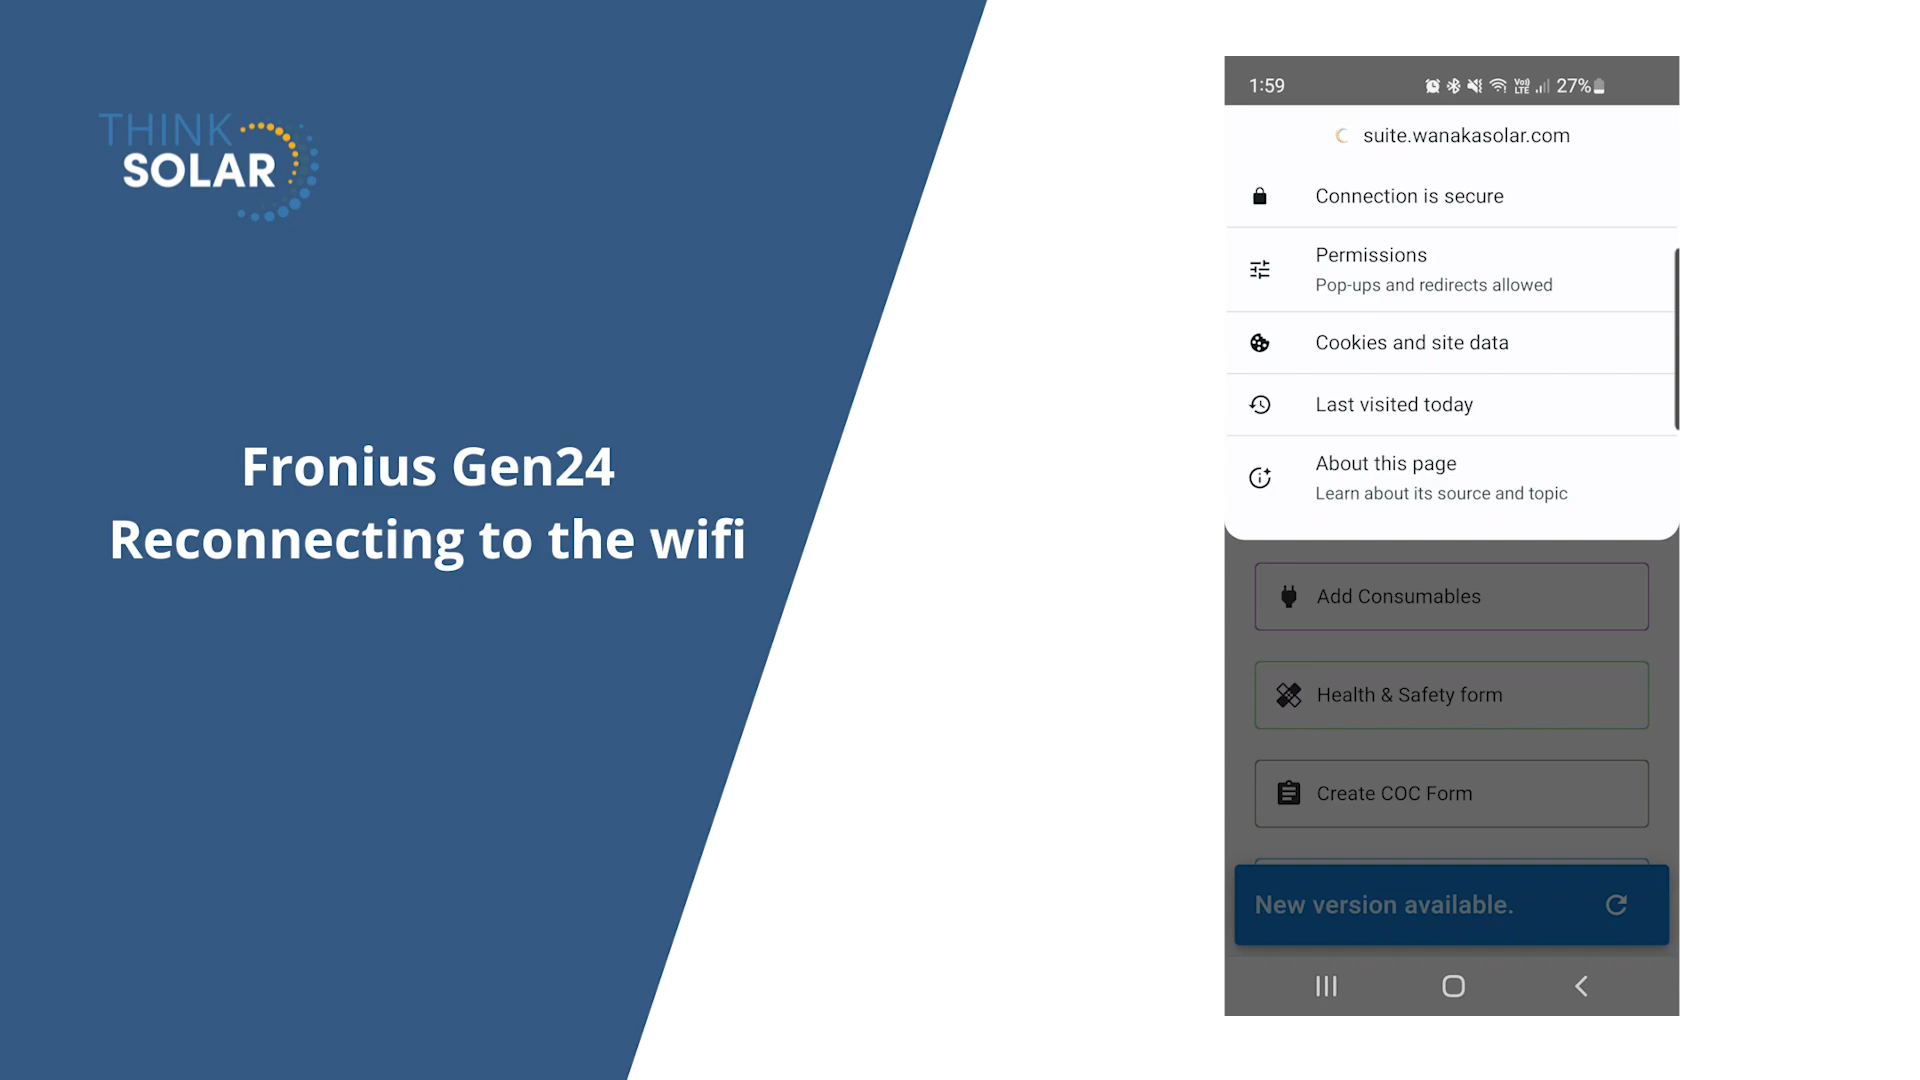 THINK
SOLAR
Fronius Gen24
Reconnecting to the wifi
1:59
Vo))
LTE
27%
suite.wanakasolar.com
Connection is secure
Permissions
Pop-ups and redirects allowed
Cookies and site data
Last visited today
About this page
Learn about its source and topic
Add Consumables
Health & Safety form
Create COC Form
New version available.